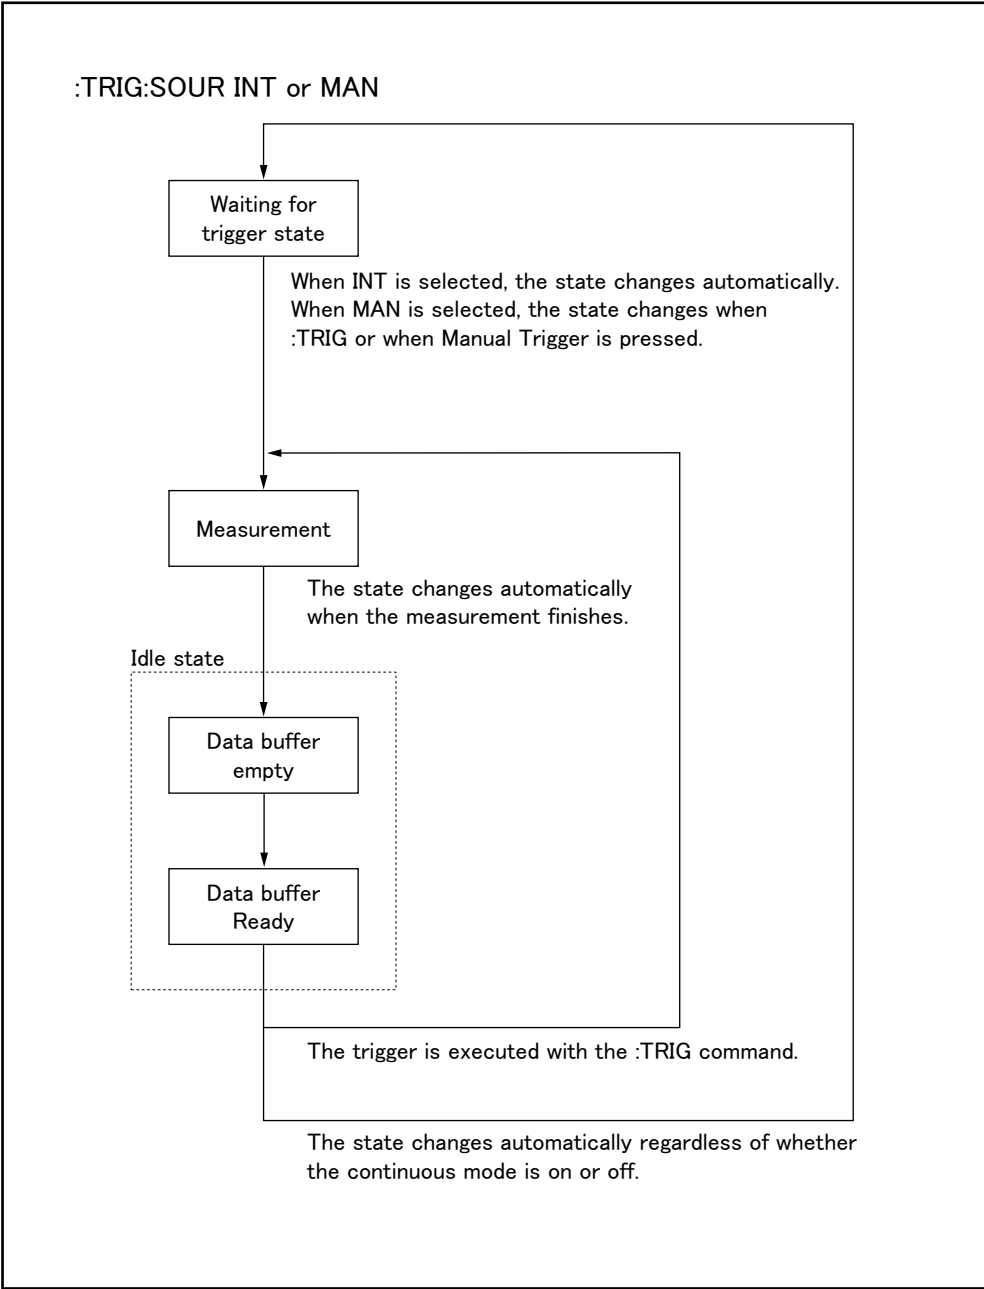 :TRIG:SOUR INT or MAN
Waiting for
trigger state
When INT is selected, the state changes automatically.
When MAN is selected, the state changes when
:TRIG or when Manual Trigger is pressed.
Measurement
The state changes automatically
when the measurement finishes.
Idle state
Data buffer
empty
Data buffer
Ready
The trigger is executed with the :TRIG command.
The state changes automatically regardless of whether
the continuous mode is on or off.